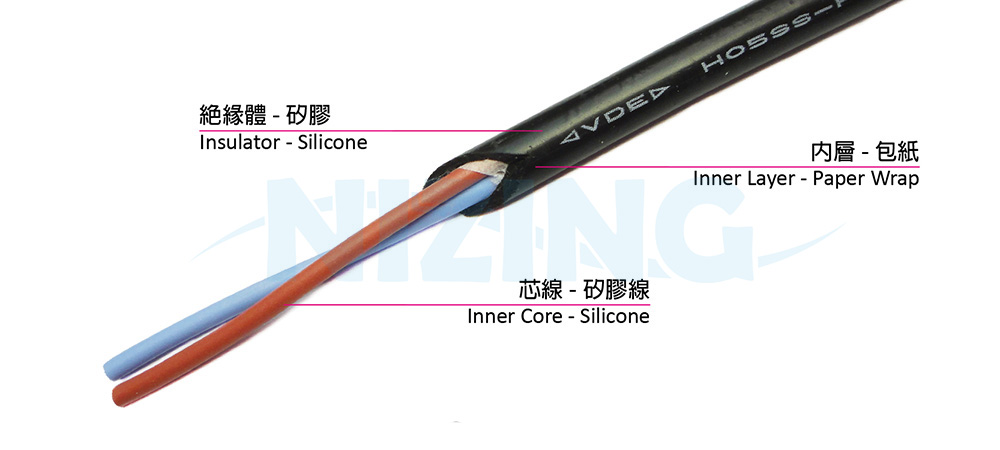 H05SS-
◁VDE▷
絕緣體 - 矽膠
Insulator - Silicone
內層 - 包紙
Inner Layer - Paper Wrap
NIZING
芯線 - 矽膠線
Inner Core - Silicone